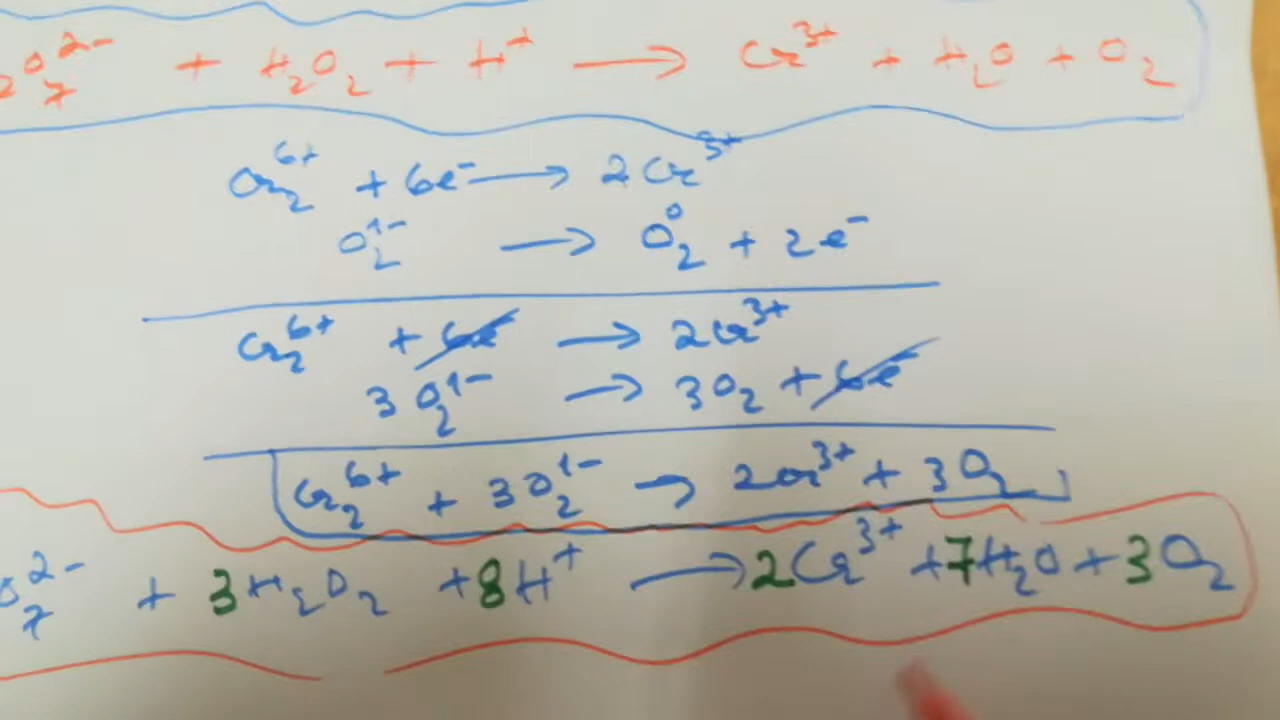 2O7^2- + H2O2 + H+ → Cr^3+ + H2O + O2
Cr2^6+ + 6e- → 2Cr^3+
O2^1- → O2^0 + 2e-
Cr2^6+ + 6e- → 2Cr^3+
3O2^1- → 3O2 + 6e-
Cr2^6+ + 3O2^1- → 2Cr^3+ + 3O2
O7^2- + 3H2O2 + 8H+ → 2Cr^3+ + 7H2O + 3O2